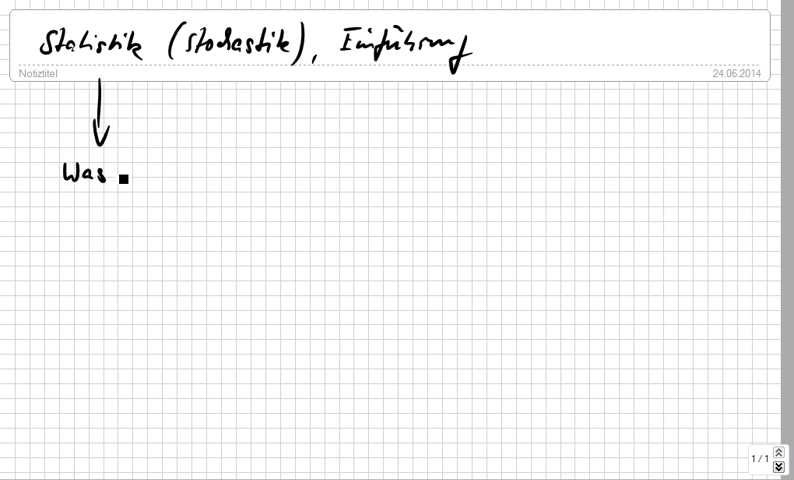 Statistik (Stochastik), Einführung
Notiztitel 24.06.2014
Was
1 / 1